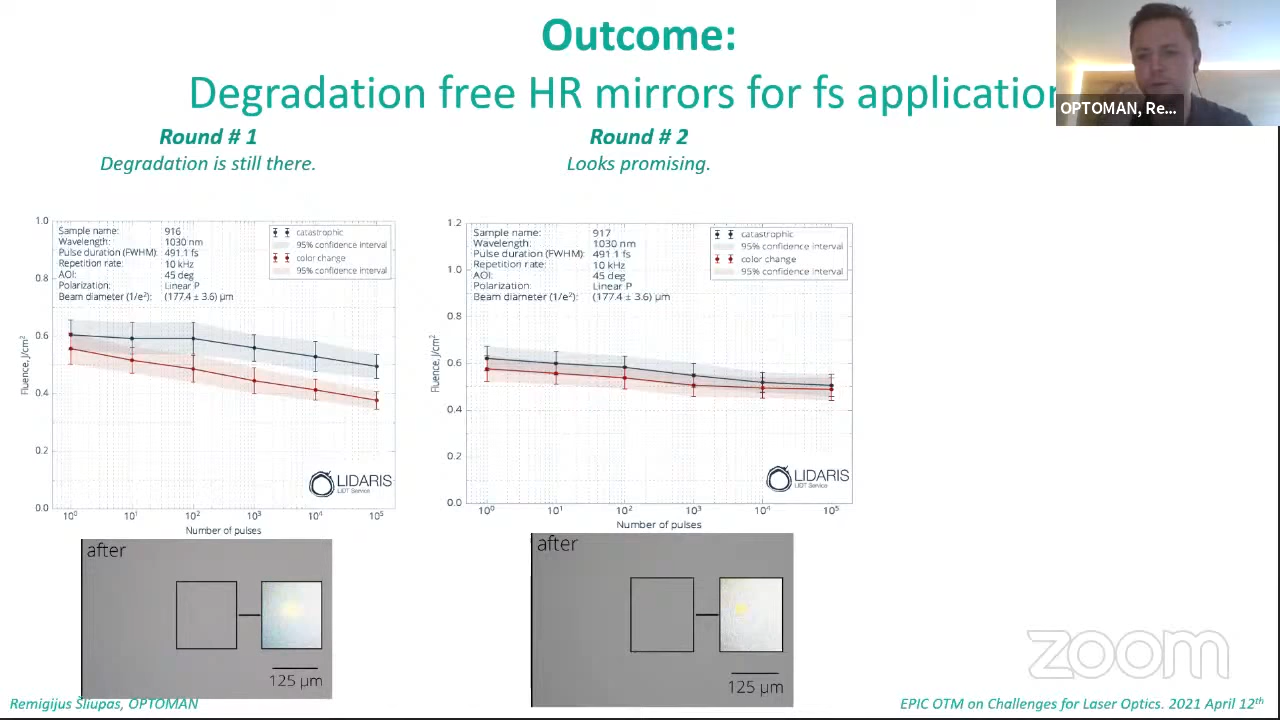 Outcome:
Degradation free HR mirrors for fs application
OPTOMAN, Re...
Round # 1
Degradation is still there.
Round # 2
Looks promising.
1.0
0.8
0.6
0.4
0.2
0.0
Fluence, J/cm²
Sample name: 916
Wavelength: 1030 nm
Pulse duration (FWHM): 491.1 fs
Repetition rate: 10 kHz
AOI: 45 deg
Polarization: Linear P
Beam diameter (1/e²): (177.4 ± 3.6) µm
catastrophic
95% confidence interval
color change
95% confidence interval
LIDARIS
LIDT Service
10⁰ 10¹ 10² 10³ 10⁴ 10⁵
Number of pulses
1.2
1.0
0.8
0.6
0.4
0.2
0.0
Fluence, J/cm²
Sample name: 917
Wavelength: 1030 nm
Pulse duration (FWHM): 491.1 fs
Repetition rate: 10 kHz
AOI: 45 deg
Polarization: Linear P
Beam diameter (1/e²): (177.4 ± 3.6) µm
catastrophic
95% confidence interval
color change
95% confidence interval
LIDARIS
LIDT Service
10⁰ 10¹ 10² 10³ 10⁴ 10⁵
Number of pulses
after
125 µm
after
125 µm
zoom
Remigijus Šliupas, OPTOMAN
EPIC OTM on Challenges for Laser Optics. 2021 April 12th